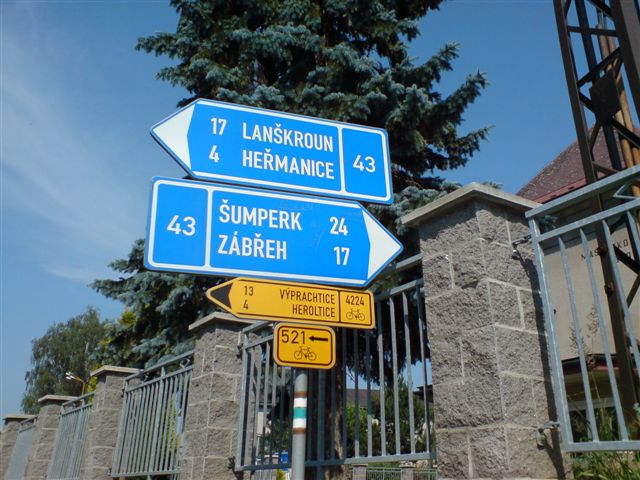 17 LANŠKROUN
4 HEŘMANICE
43
43
ŠUMPERK 24
ZÁBŘEH 17
13 VÝPRACHTICE
4 HEROLTICE
4224
521